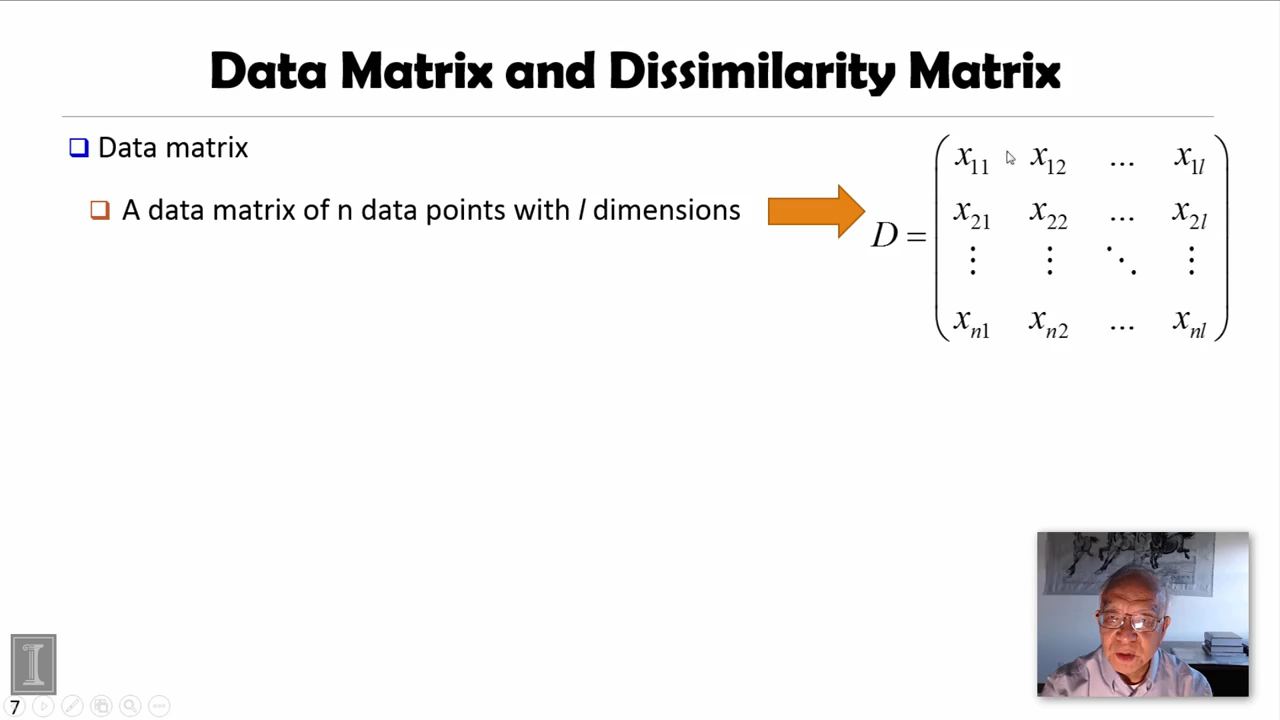 Data Matrix and Dissimilarity Matrix
Data matrix
A data matrix of n data points with l dimensions
D = 
x11 x12 ... x1l
x21 x22 ... x2l
⋮ ⋮ ⋱ ⋮
xn1 xn2 ... xnl
7